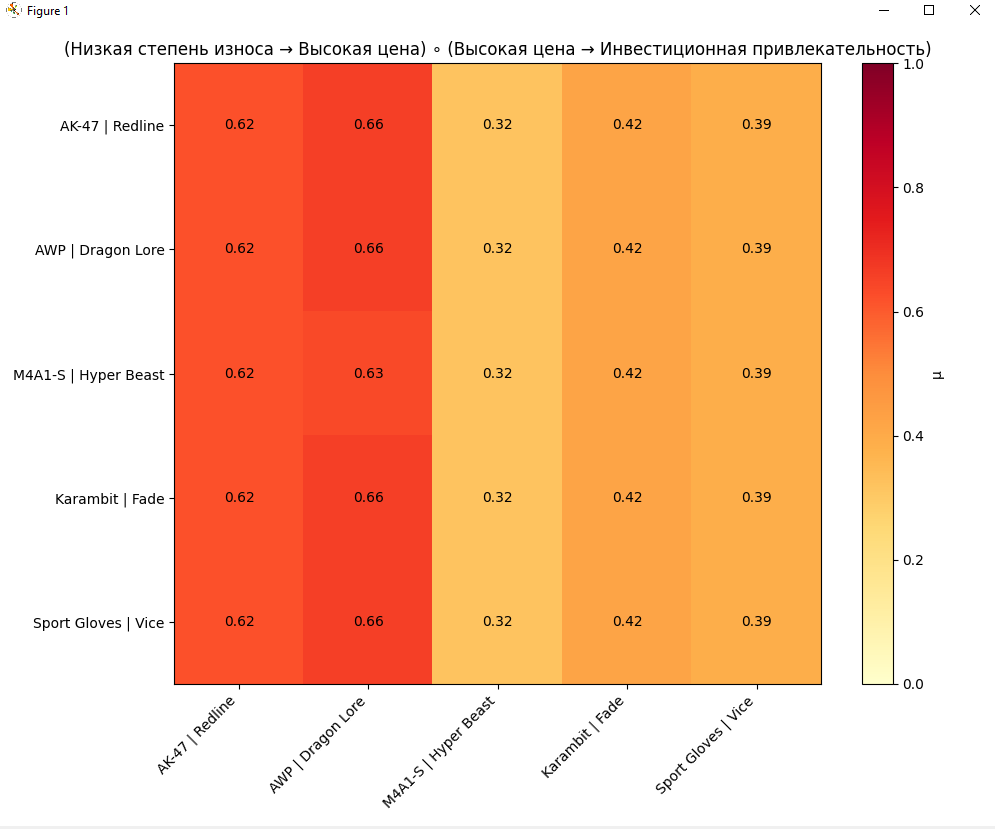 Figure 1
(Низкая степень износа → Высокая цена) ∘ (Высокая цена → Инвестиционная привлекательность)
AK-47 | Redline
0.62 0.66 0.32 0.42 0.39
AWP | Dragon Lore
0.62 0.66 0.32 0.42 0.39
M4A1-S | Hyper Beast
0.62 0.63 0.32 0.42 0.39
Karambit | Fade
0.62 0.66 0.32 0.42 0.39
Sport Gloves | Vice
0.62 0.66 0.32 0.42 0.39
AK-47 | Redline
AWP | Dragon Lore
M4A1-S | Hyper Beast
Karambit | Fade
Sport Gloves | Vice
1.0
0.8
0.6
0.4
0.2
0.0
μ